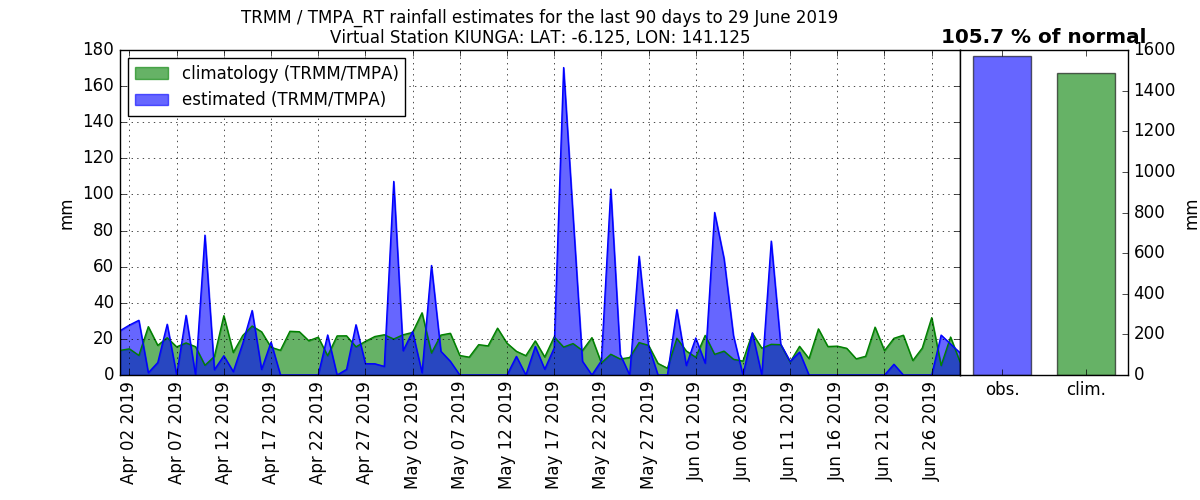 TRMM / TMPA_RT rainfall estimates for the last 90 days to 29 June 2019
Virtual Station KIUNGA: LAT: -6.125, LON: 141.125
105.7 % of normal
climatology (TRMM/TMPA)
estimated (TRMM/TMPA)
mm
180
160
140
120
100
80
60
40
20
0
Apr 02 2019
Apr 07 2019
Apr 12 2019
Apr 17 2019
Apr 22 2019
Apr 27 2019
May 02 2019
May 07 2019
May 12 2019
May 17 2019
May 22 2019
May 27 2019
Jun 01 2019
Jun 06 2019
Jun 11 2019
Jun 16 2019
Jun 21 2019
Jun 26 2019
obs.
clim.
1600
1400
1200
1000
800
600
400
200
0
mm